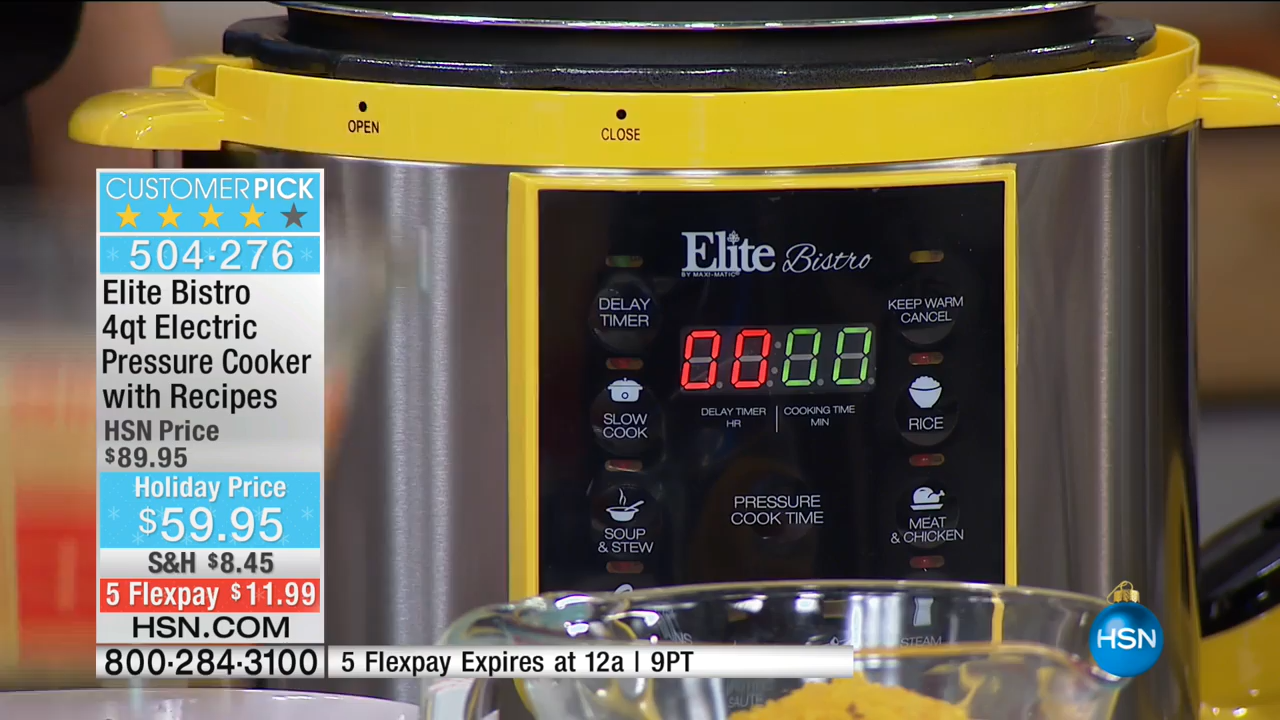 OPEN
CLOSE
CUSTOMERPICK
504·276
Elite Bistro
4qt Electric
Pressure Cooker
with Recipes
HSN Price
$89.95
Holiday Price
$59.95
S&H $8.45
5 Flexpay $11.99
HSN.COM
800·284·3100
5 Flexpay Expires at 12a | 9PT
Elite Bistro
BY MAXI-MATIC
DELAY
TIMER
KEEP WARM
CANCEL
00:00
DELAY TIMER
HR
COOKING TIME
MIN
SLOW
COOK
RICE
PRESSURE
COOK TIME
SOUP
& STEW
MEAT
& CHICKEN
STEAM
HSN